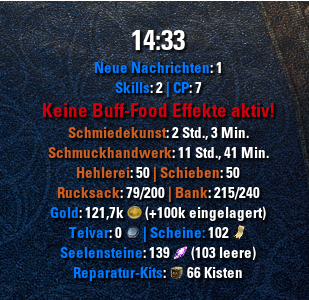 14:33
Neue Nachrichten: 1
Skills: 2 | CP: 7
Keine Buff-Food Effekte aktiv!
Schmiedekunst: 2 Std., 3 Min.
Schmuckhandwerk: 11 Std., 41 Min.
Hehlerei: 50 | Schieben: 50
Rucksack: 79/200 | Bank: 215/240
Gold: 121,7k (+100k eingelagert)
Telvar: 0 | Scheine: 102
Seelensteine: 139 (103 leere)
Reparatur-Kits: 66 Kisten